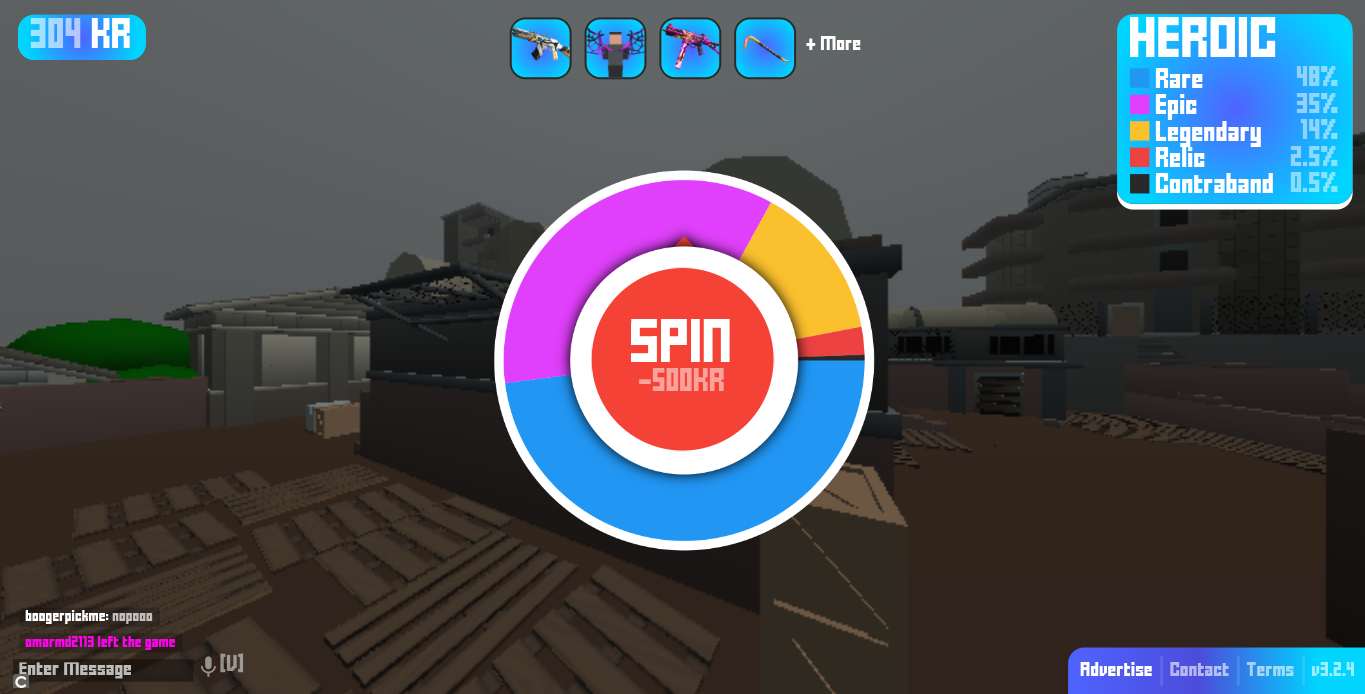 304 KR
+ More
HEROIC
Rare 48%
Epic 35%
Legendary 14%
Relic 2.5%
Contraband 0.5%
SPIN
-500KR
boogerpickme: nopooo
omarmd2113 left the game
Enter Message
[V]
C
Advertise
Contact
Terms
v3.2.4